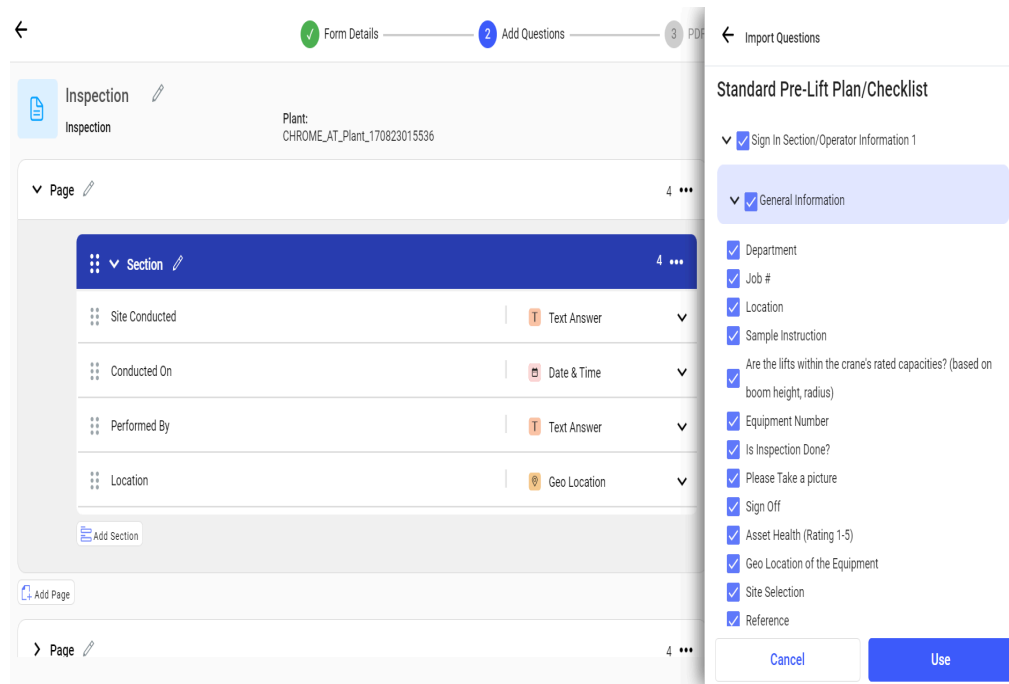 Form Details
2 Add Questions
3 PDF
Inspection
Inspection
Plant:
CHROME_AT_Plant_170823015536
Page 4
Section 4
Site Conducted T Text Answer
Conducted On Date & Time
Performed By T Text Answer
Location Geo Location
Add Section
Add Page
Page 4
Import Questions
Standard Pre-Lift Plan/Checklist
Sign In Section/Operator Information 1
General Information
Department
Job #
Location
Sample Instruction
Are the lifts within the crane's rated capacities? (based on
boom height, radius)
Equipment Number
Is Inspection Done?
Please Take a picture
Sign Off
Asset Health (Rating 1-5)
Geo Location of the Equipment
Site Selection
Reference
Cancel
Use